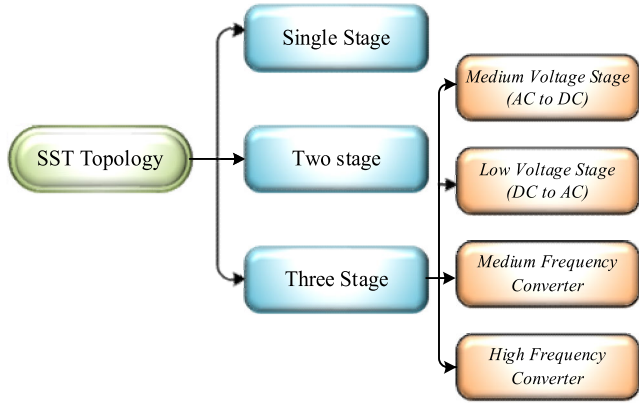 SST Topology
Single Stage
Two stage
Three Stage
Medium Voltage Stage
(AC to DC)
Low Voltage Stage
(DC to AC)
Medium Frequency
Converter
High Frequency
Converter